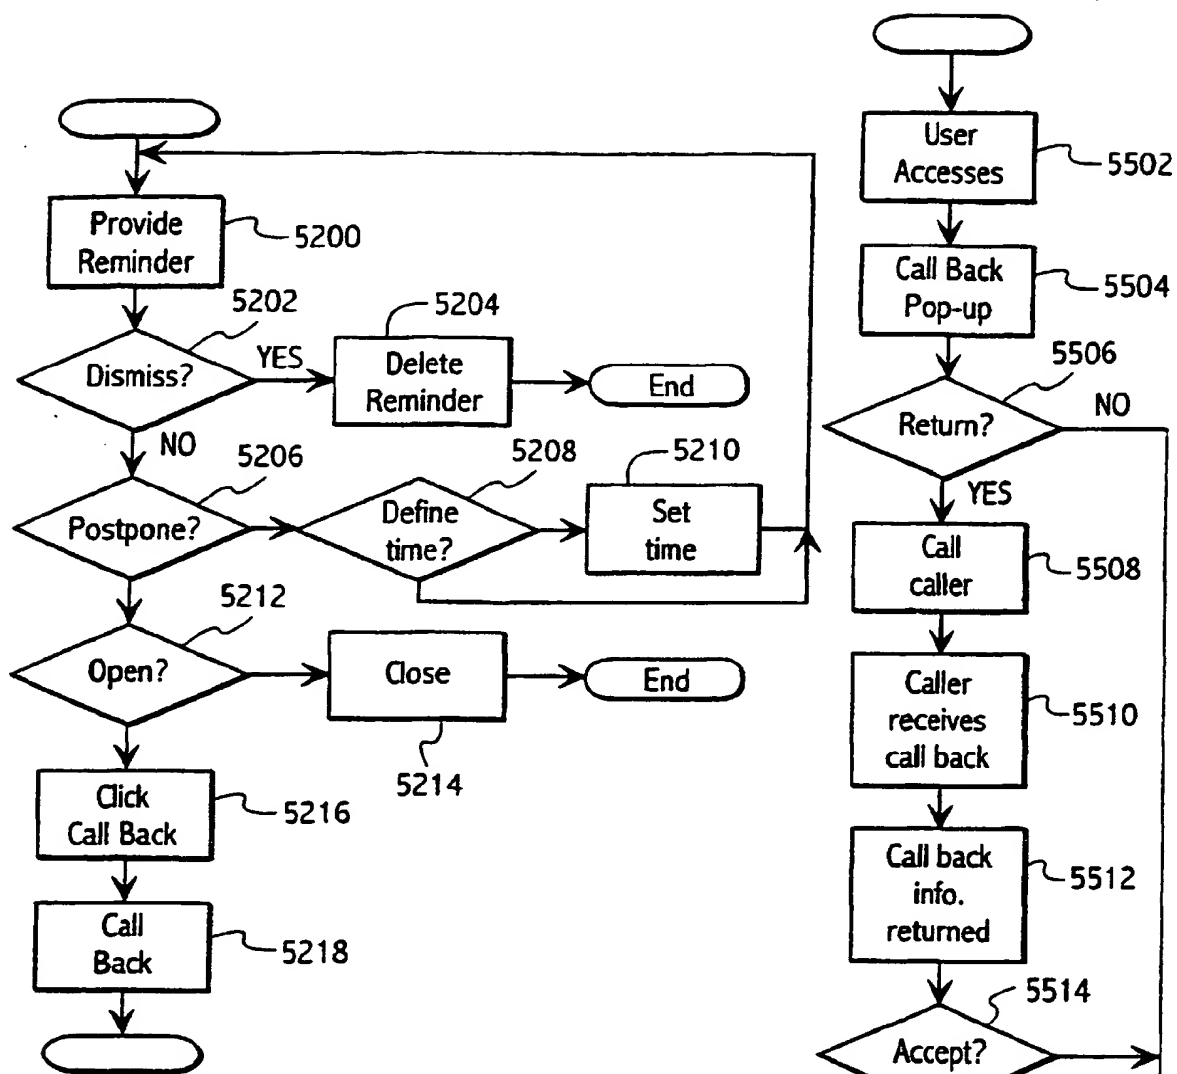 Provide
Reminder
5200
5202
Dismiss?
YES
5204
Delete
Reminder
End
NO
5206
Postpone?
5208
Define
time?
5210
Set
time
5212
Open?
Close
5214
End
Click
Call Back
5216
Call
Back
5218
User
Accesses
5502
Call Back
Pop-up
5504
5506
Return?
NO
YES
Call
caller
5508
Caller
receives
call back
5510
Call back
info.
returned
5512
5514
Accept?